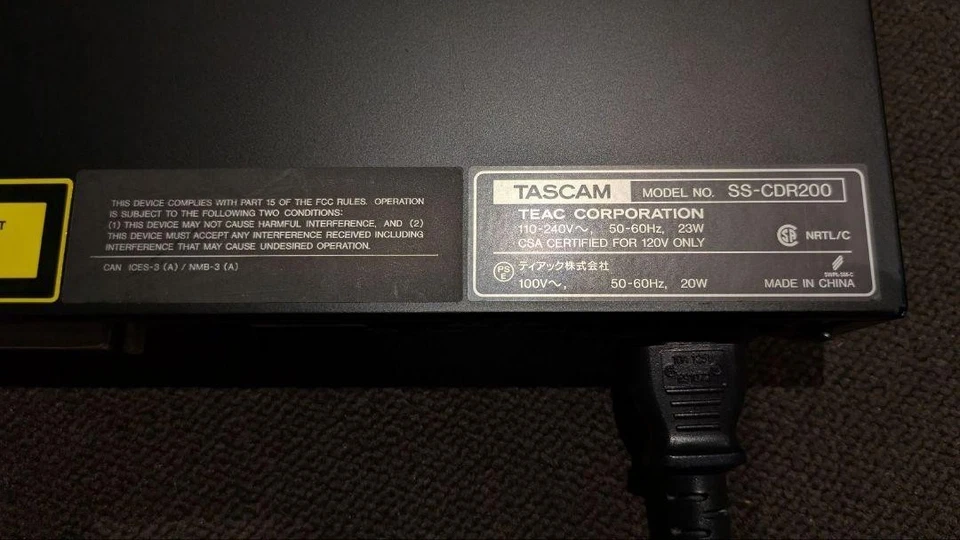 T
THIS DEVICE COMPLIES WITH PART 15 OF THE FCC RULES. OPERATION
IS SUBJECT TO THE FOLLOWING TWO CONDITIONS:
(1) THIS DEVICE MAY NOT CAUSE HARMFUL INTERFERENCE, AND (2)
THIS DEVICE MUST ACCEPT ANY INTERFERENCE RECEIVED INCLUDING
INTERFERENCE THAT MAY CAUSE UNDESIRED OPERATION.
CAN ICES-3 (A) / NMB-3 (A)
TASCAM MODEL NO. SS-CDR200
TEAC CORPORATION
110-240V～, 50-60Hz, 23W
CSA CERTIFIED FOR 120V ONLY
NRTL/C
PSE ティアック株式会社
100V～, 50-60Hz, 20W
MADE IN CHINA